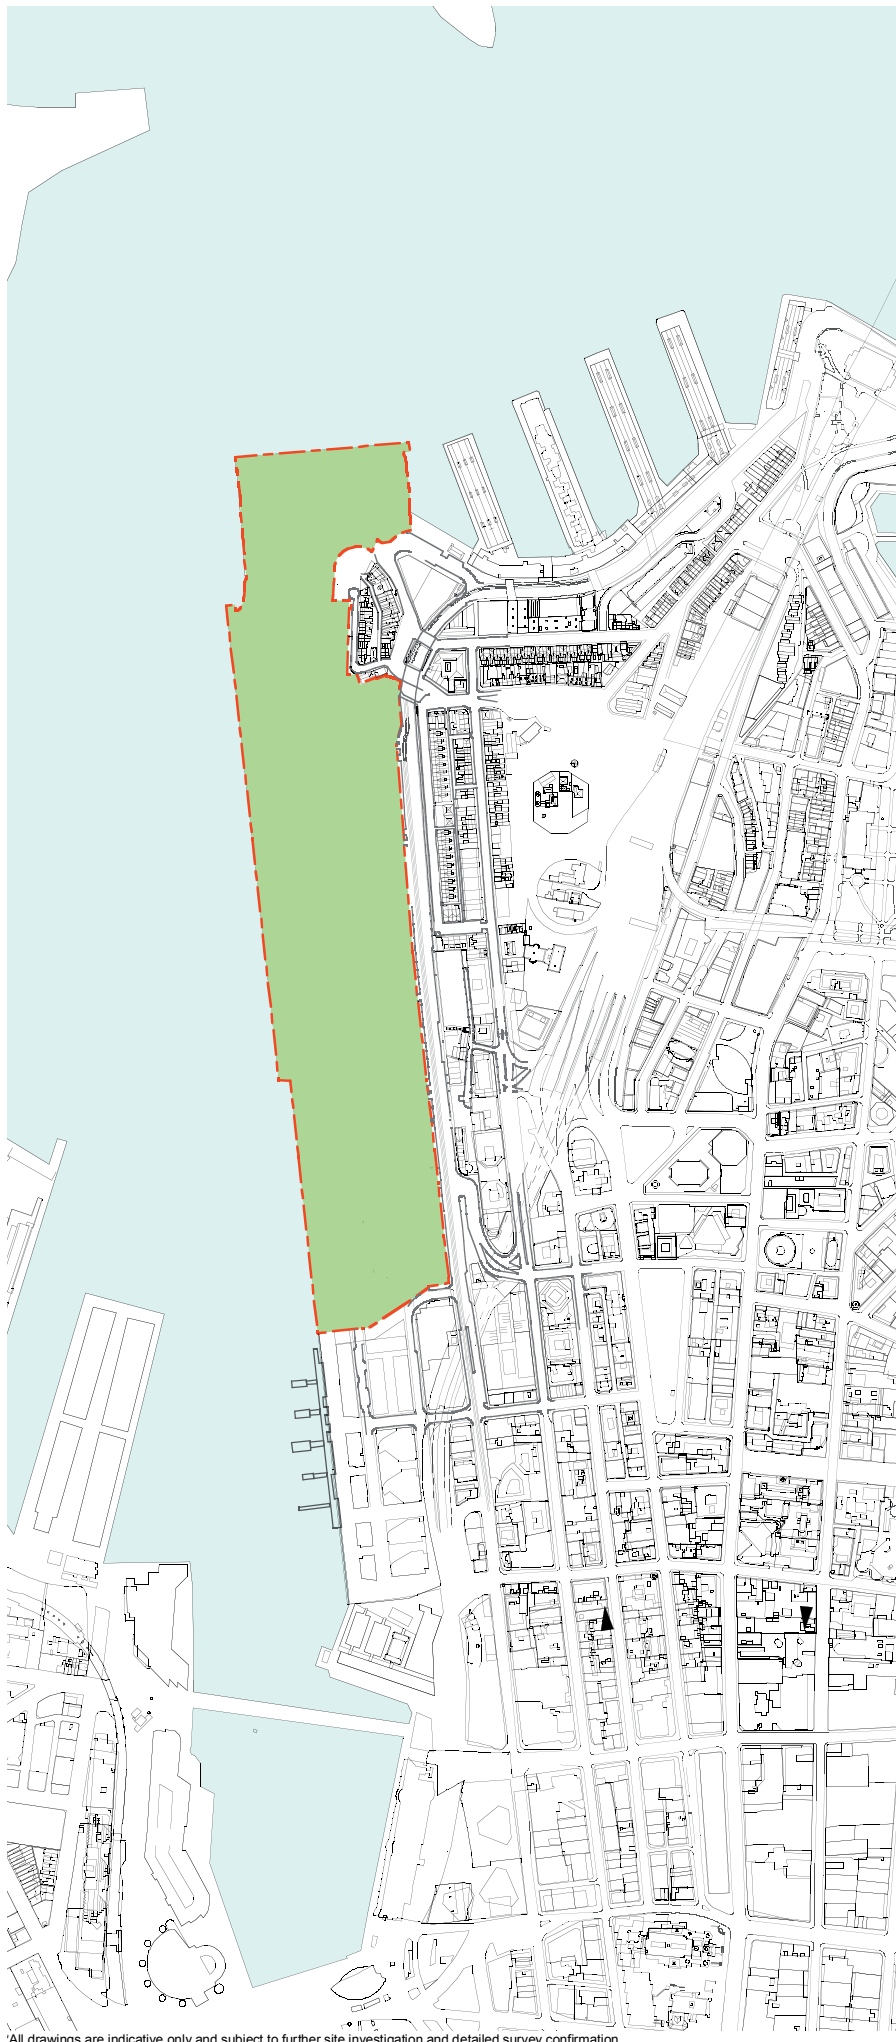 'All drawings are indicative only and subject to further site investigation and detailed survey confirmation